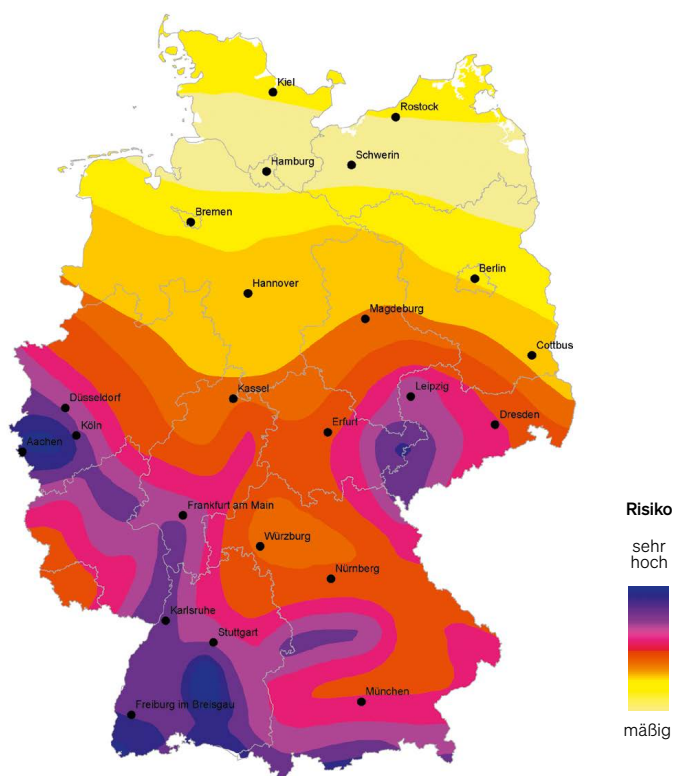 Kiel
Rostock
Hamburg
Schwerin
Bremen
Berlin
Hannover
Magdeburg
Cottbus
Kassel
Leipzig
Düsseldorf
Dresden
Köln
Erfurt
Aachen
Frankfurt am Main
Würzburg
Nürnberg
Karlsruhe
Stuttgart
München
Freiburg im Breisgau
Risiko
sehr
hoch
mäßig